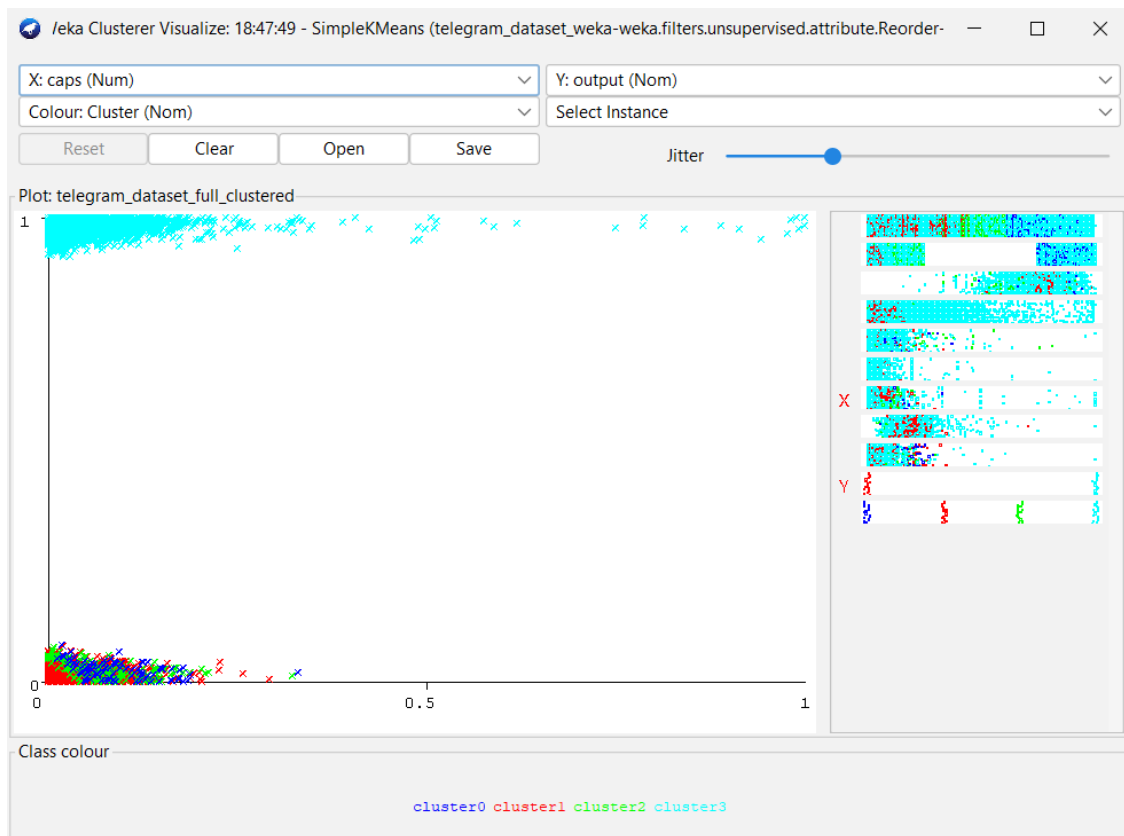 /eka Clusterer Visualize: 18:47:49 - SimpleKMeans (telegram_dataset_weka-weka.filters.unsupervised.attribute.Reorder-
X: caps (Num)
Y: output (Nom)
Colour: Cluster (Nom)
Select Instance
Reset
Clear
Open
Save
Jitter
Plot: telegram_dataset_full_clustered
1
0
0
0.5
1
X
Y
Class colour
cluster0 cluster1 cluster2 cluster3